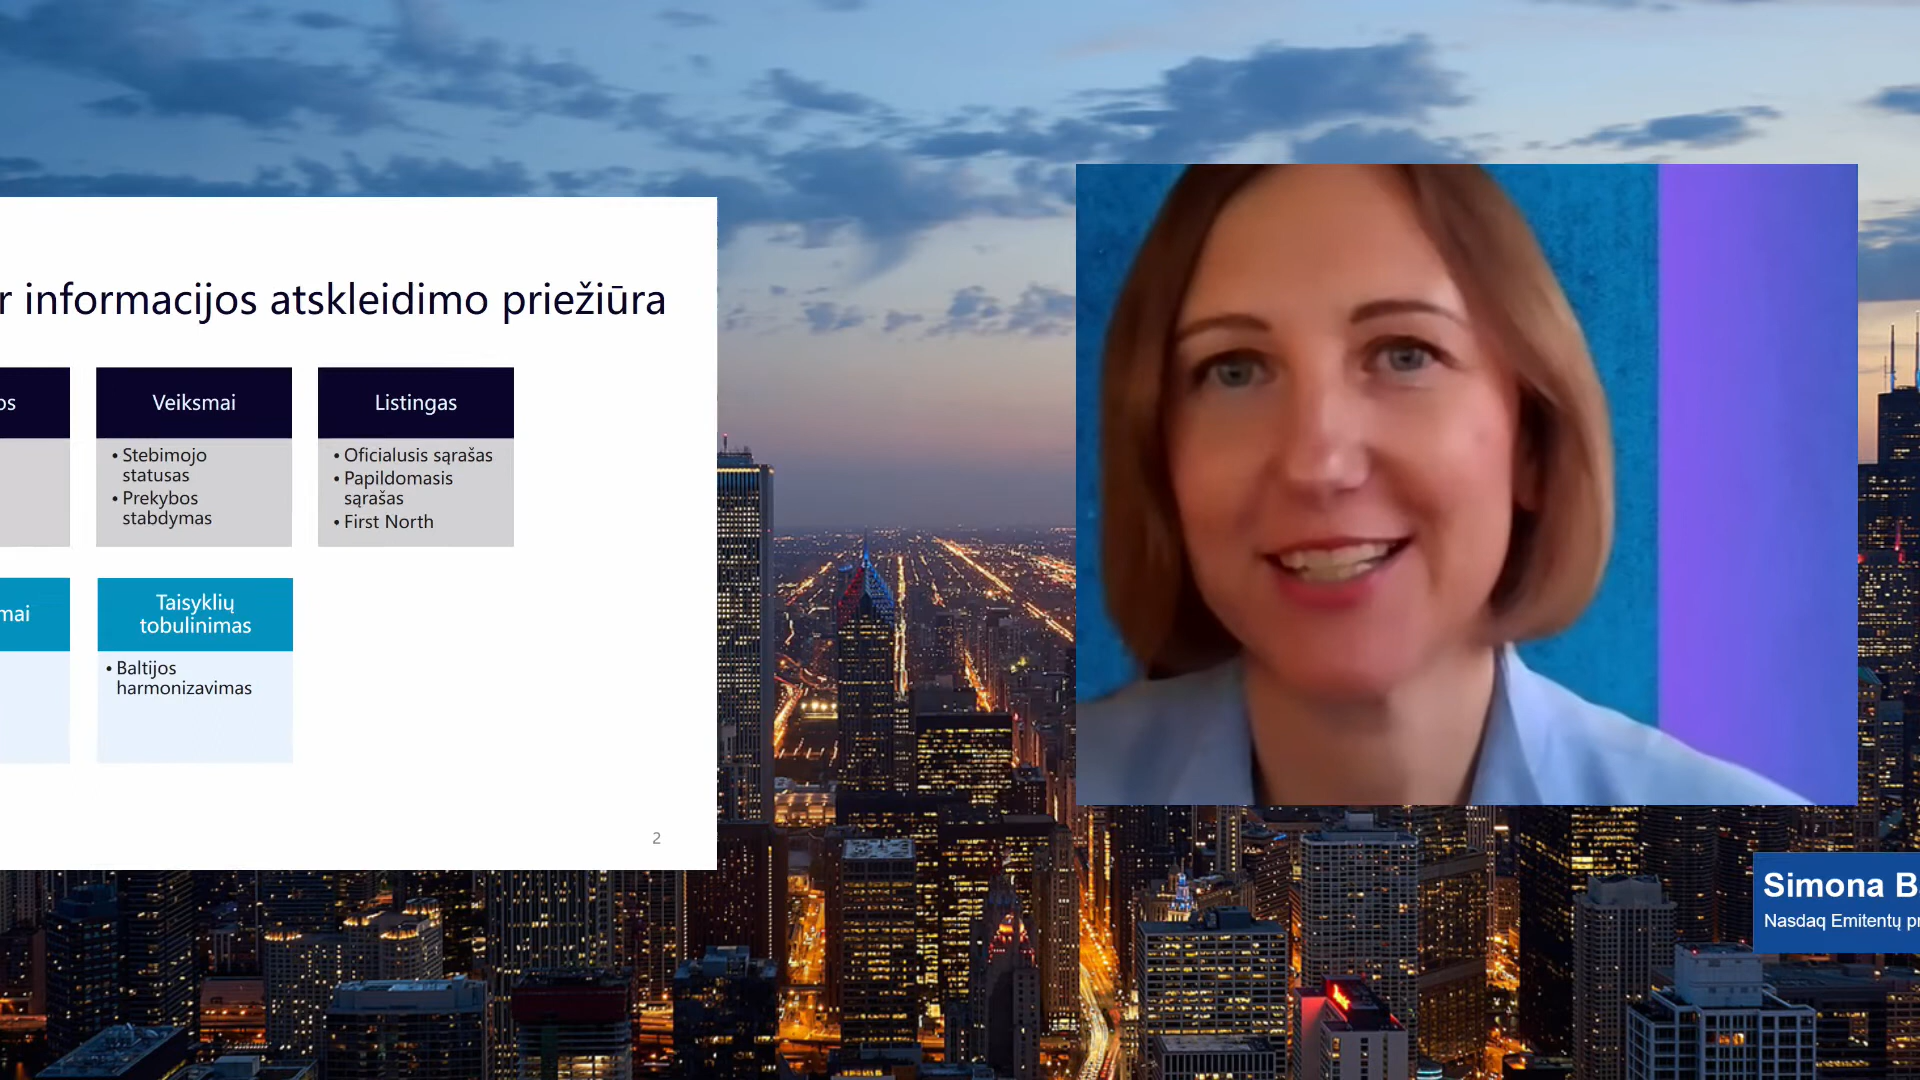 r informacijos atskleidimo priežiūra
os
Veiksmai
Listingas
• Stebimojo
statusas
• Prekybos
stabdymas
• Oficialusis sąrašas
• Papildomasis
sąrašas
• First North
mai
Taisyklių
tobulinimas
• Baltijos
harmonizavimas
2
Simona B
Nasdaq Emitentų pr